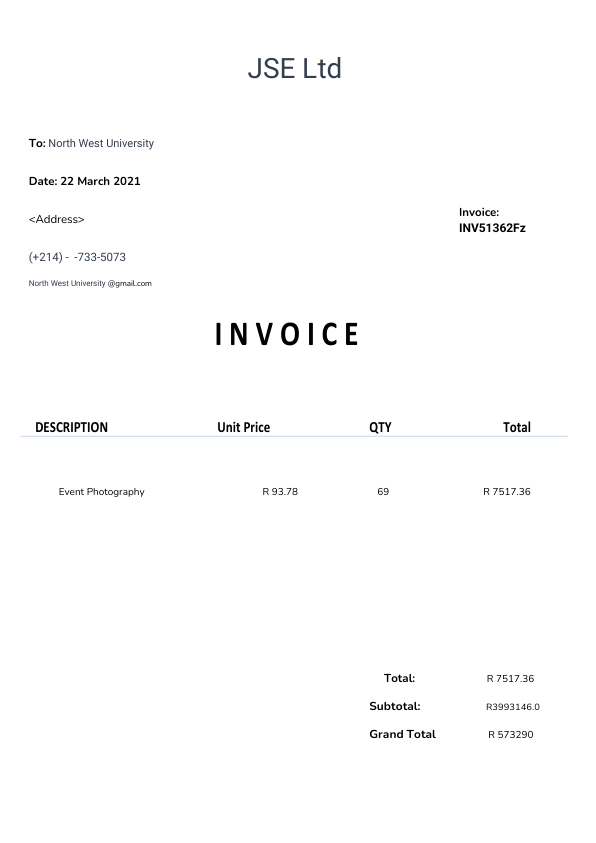 JSE Ltd
To: North West University
Date: 22 March 2021
<Address>
Invoice:
INV51362Fz
(+214) - -733-5073
North West University @gmail.com
INVOICE
DESCRIPTION Unit Price QTY Total
Event Photography R 93.78 69 R 7517.36
Total: R 7517.36
Subtotal: R3993146.0
Grand Total R 573290